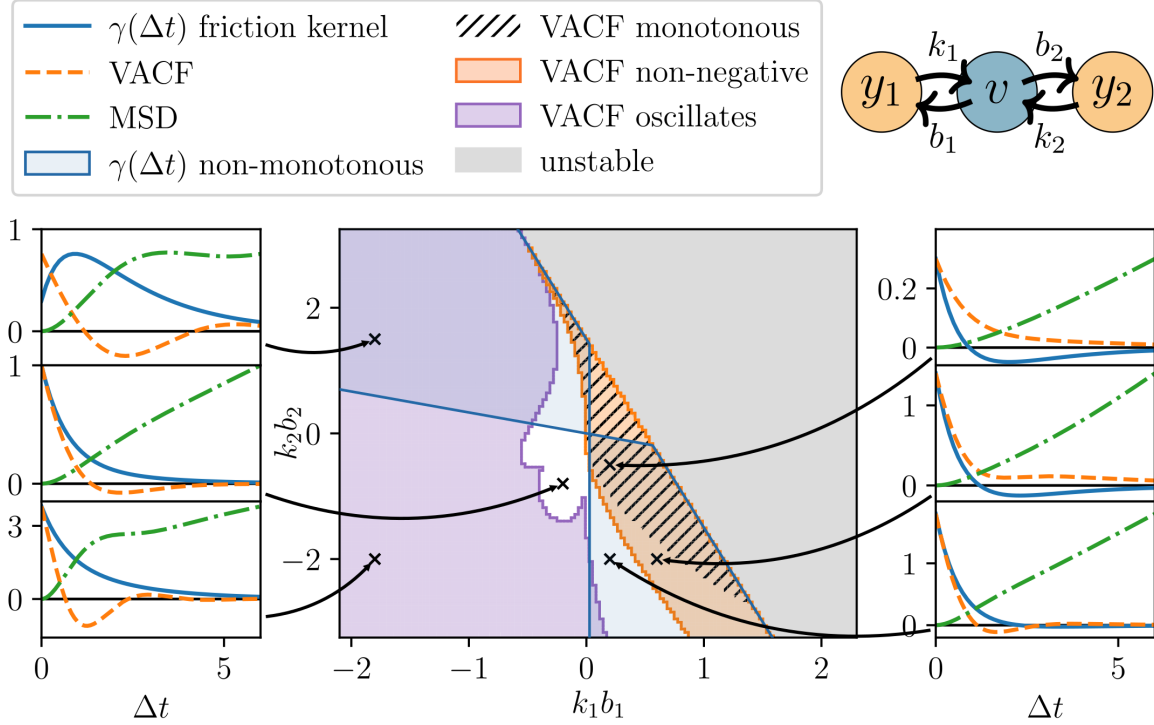 γ(Δt) friction kernel
VACF
MSD
γ(Δt) non-monotonous
VACF monotonous
VACF non-negative
VACF oscillates
unstable
y₁ k₁ b₁ v b₂ k₂ y₂
1
0
1
0
3
0
0 5
Δt
2
0
−2
k₂b₂
−2 −1 0 1 2
k₁b₁
0.2
0
1
0
1
0
0 5
Δt